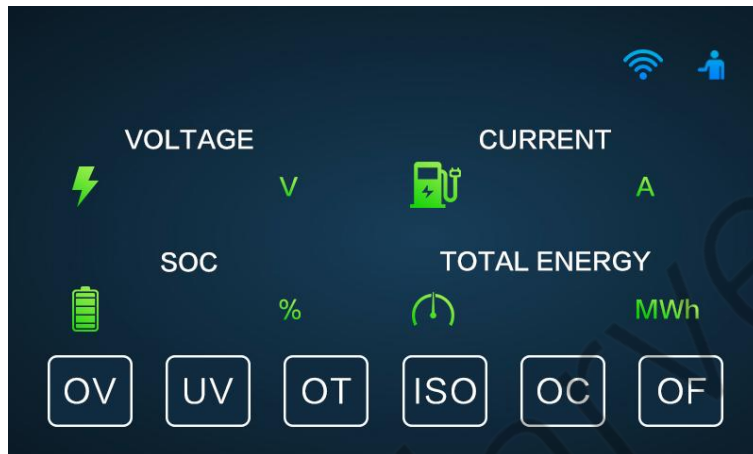 VOLTAGE CURRENT
V A
SOC TOTAL ENERGY
% MWh
OV UV OT ISO OC OF